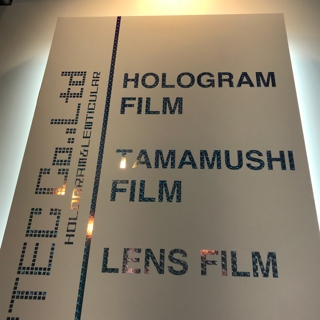 TEC Co.,Ltd
HOLOGRAM&LENTICULAR
HOLOGRAM
FILM
TAMAMUSHI
FILM
LENS FILM